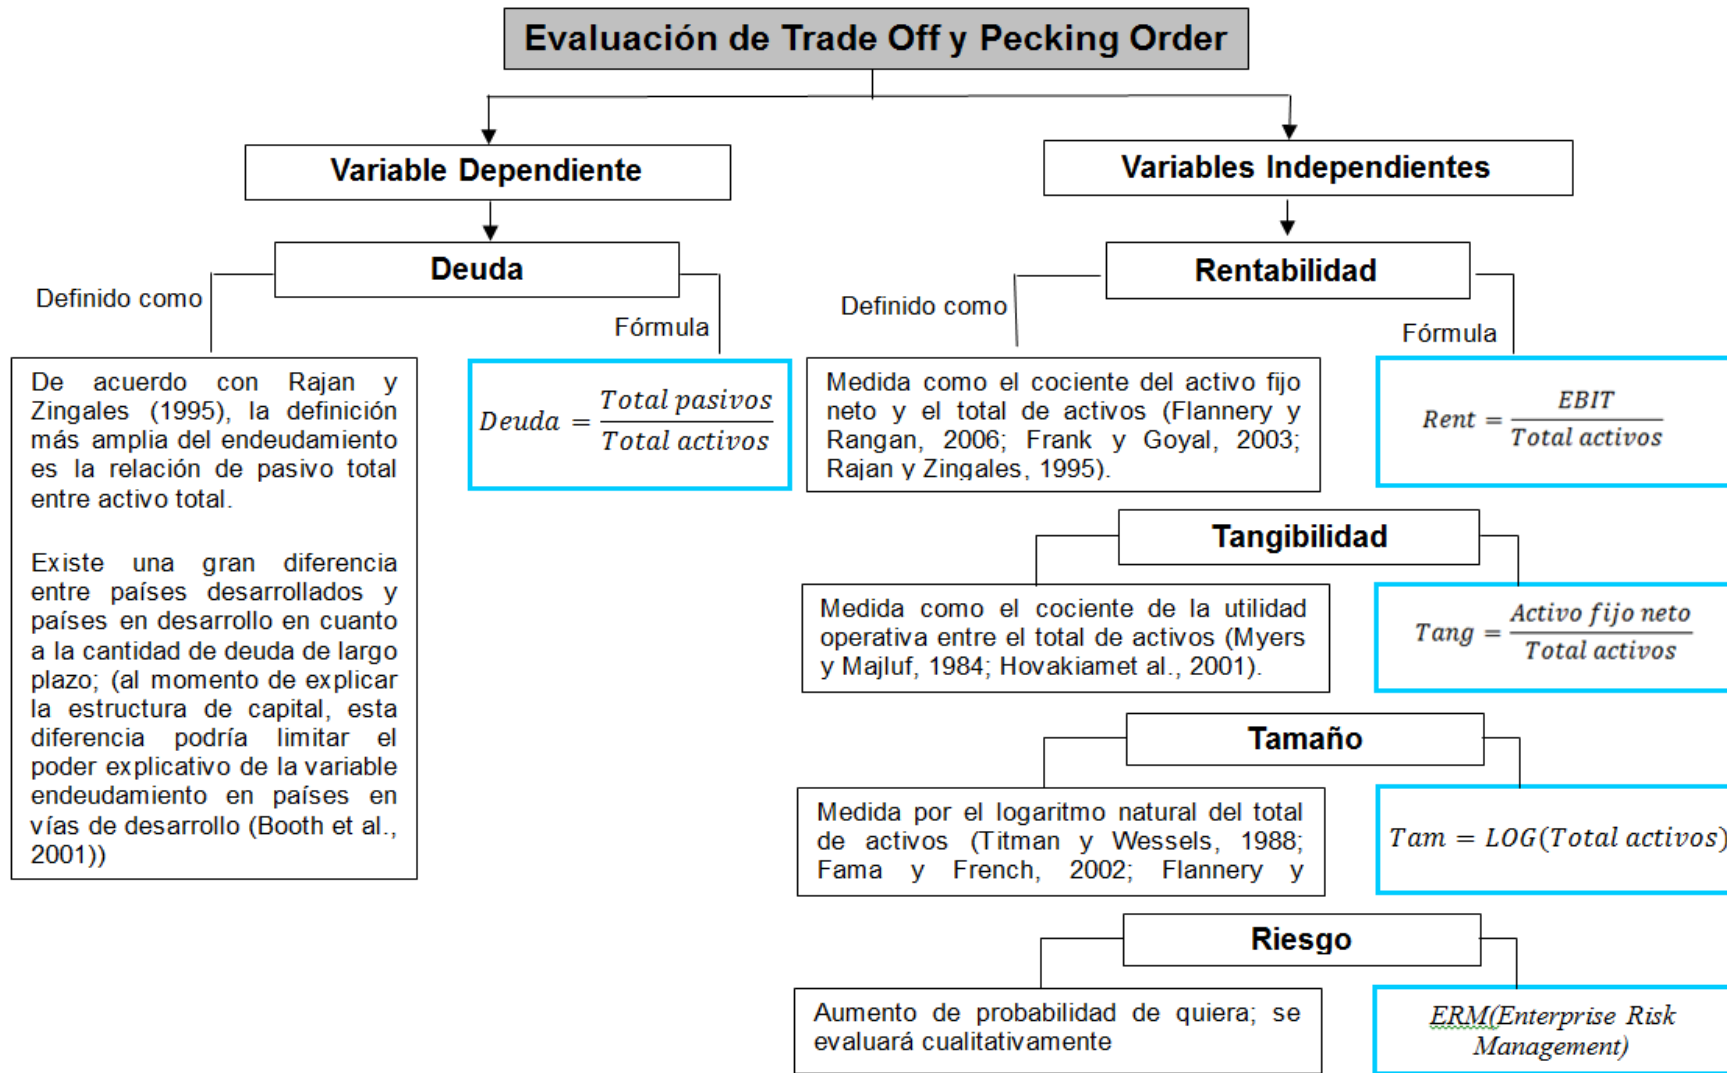 Evaluación de Trade Off y Pecking Order
Variable Dependiente
Deuda
Definido como
De acuerdo con Rajan y
Zingales (1995), la definición
más amplia del endeudamiento
es la relación de pasivo total
entre activo total.
Existe una gran diferencia
entre países desarrollados y
países en desarrollo en cuanto
a la cantidad de deuda de largo
plazo; (al momento de explicar
la estructura de capital, esta
diferencia podría limitar el
poder explicativo de la variable
endeudamiento en países en
vías de desarrollo (Booth et al.,
2001))
Fórmula
Deuda = Total pasivos / Total activos
Variables Independientes
Rentabilidad
Definido como
Medida como el cociente del activo fijo
neto y el total de activos (Flannery y
Rangan, 2006; Frank y Goyal, 2003;
Rajan y Zingales, 1995).
Fórmula
Rent = EBIT / Total activos
Tangibilidad
Medida como el cociente de la utilidad
operativa entre el total de activos (Myers
y Majluf, 1984; Hovakiamet al., 2001).
Tang = Activo fijo neto / Total activos
Tamaño
Medida por el logaritmo natural del total
de activos (Titman y Wessels, 1988;
Fama y French, 2002; Flannery y
Tam = LOG(Total activos)
Riesgo
Aumento de probabilidad de quiera; se
evaluará cualitativamente
ERM(Enterprise Risk
Management)